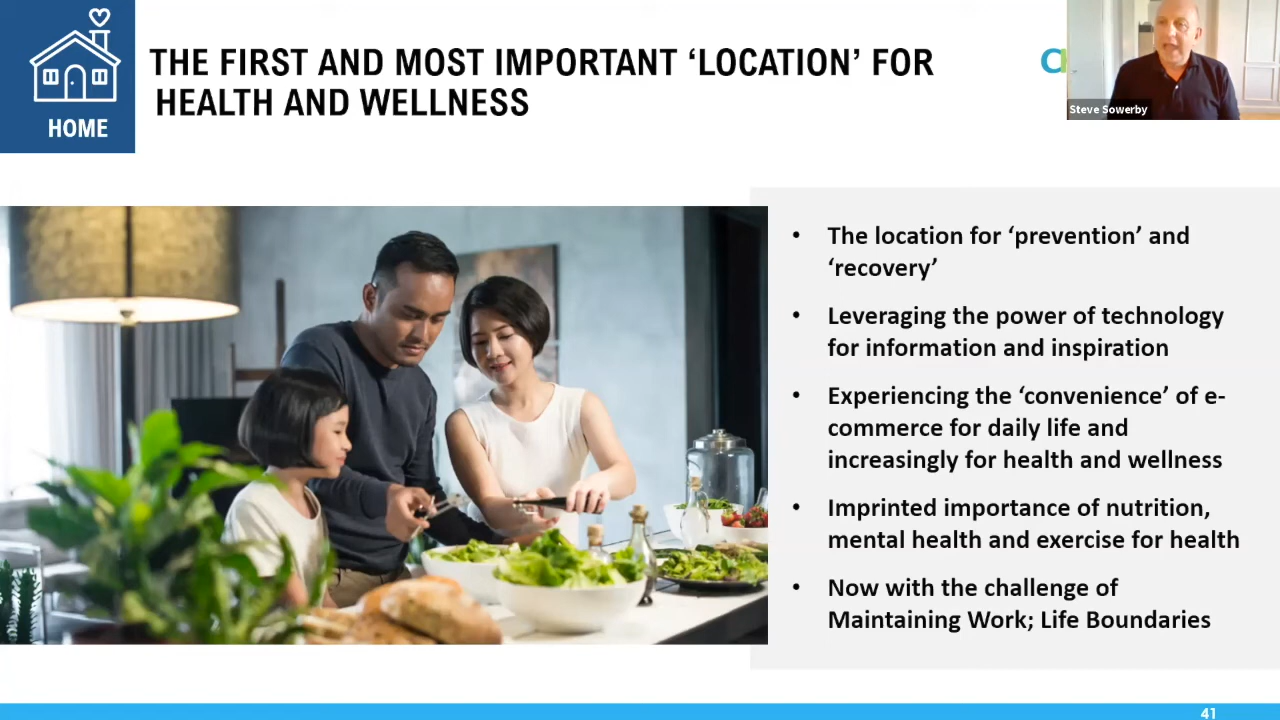 THE FIRST AND MOST IMPORTANT ‘LOCATION’ FOR
HEALTH AND WELLNESS
HOME
Steve Sowerby
• The location for ‘prevention’ and
‘recovery’
• Leveraging the power of technology
for information and inspiration
• Experiencing the ‘convenience’ of e-
commerce for daily life and
increasingly for health and wellness
• Imprinted importance of nutrition,
mental health and exercise for health
• Now with the challenge of
Maintaining Work; Life Boundaries
41